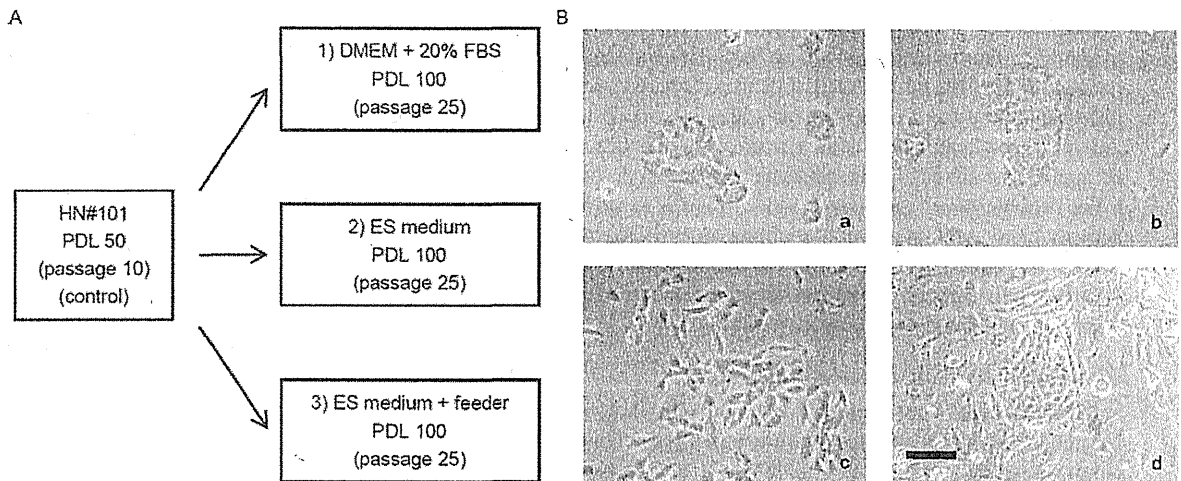 A
1) DMEM + 20% FBS
PDL 100
(passage 25)
HN#101
PDL 50
(passage 10)
(control)
2) ES medium
PDL 100
(passage 25)
3) ES medium + feeder
PDL 100
(passage 25)
B
a
b
c
d